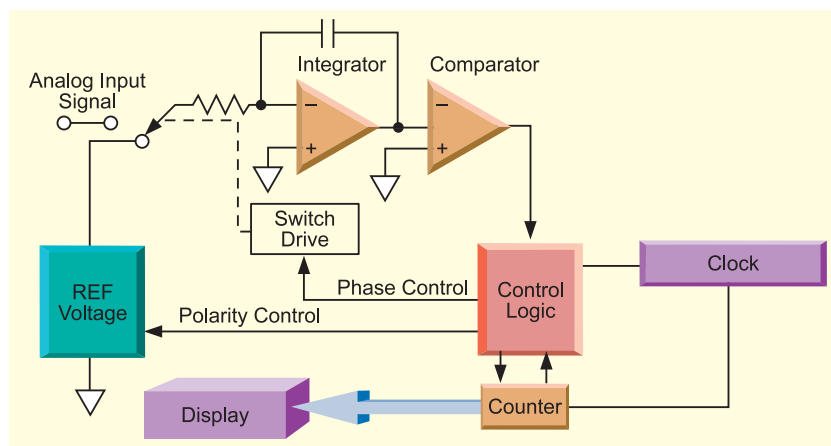 Analog Input
Signal
Integrator
Comparator
−
+
−
+
Switch
Drive
REF
Voltage
Phase Control
Polarity Control
Control
Logic
Clock
Display
Counter